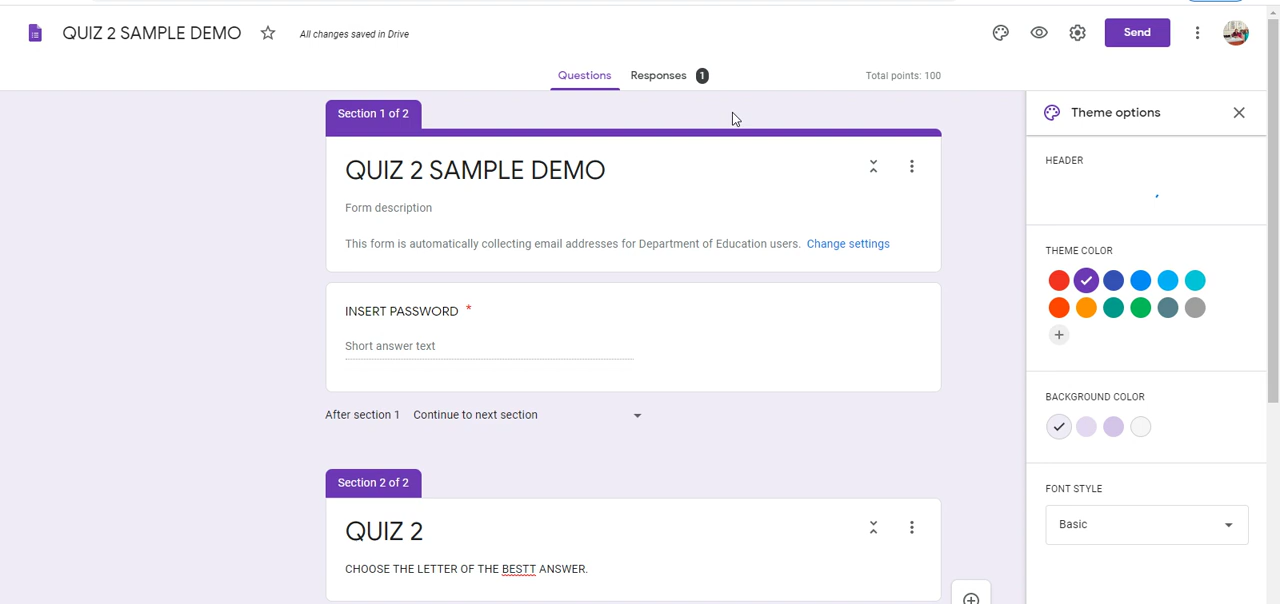 QUIZ 2 SAMPLE DEMO
All changes saved in Drive
Send
Questions
Responses 1
Total points: 100
Section 1 of 2
QUIZ 2 SAMPLE DEMO
Form description
This form is automatically collecting email addresses for Department of Education users. Change settings
INSERT PASSWORD *
Short answer text
After section 1 Continue to next section
Section 2 of 2
QUIZ 2
CHOOSE THE LETTER OF THE BESTT ANSWER.
Theme options
HEADER
THEME COLOR
BACKGROUND COLOR
FONT STYLE
Basic